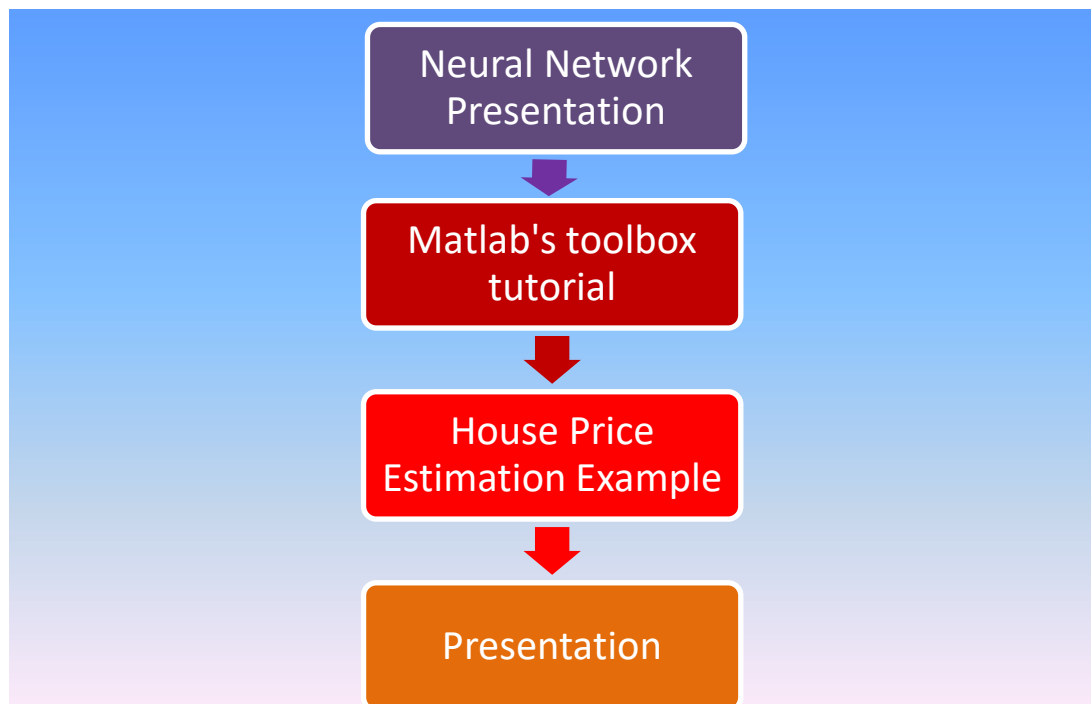 Neural Network
Presentation
Matlab's toolbox
tutorial
House Price
Estimation Example
Presentation